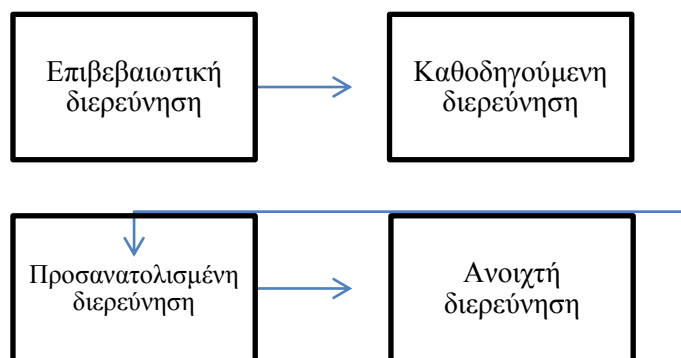 Επιβεβαιωτική
διερεύνηση
Καθοδηγούμενη
διερεύνηση
Προσανατολισμένη
διερεύνηση
Ανοιχτή
διερεύνηση